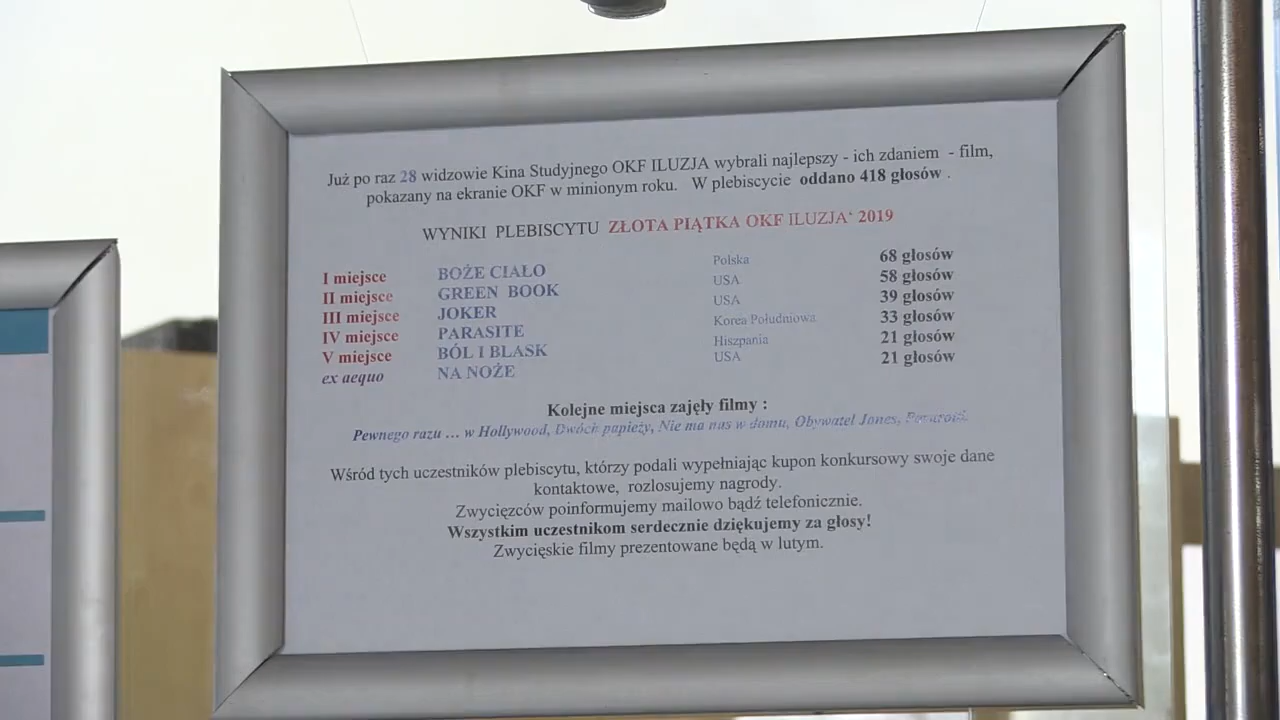 Już po raz 28 widzowie Kina Studyjnego OKF ILUZJA wybrali najlepszy - ich zdaniem - film,
pokazany na ekranie OKF w minionym roku. W plebiscycie oddano 418 głosów .
WYNIKI PLEBISCYTU ZŁOTA PIĄTKA OKF ILUZJA‘ 2019
I miejsce BOŻE CIAŁO Polska 68 głosów
II miejsce GREEN BOOK USA 58 głosów
III miejsce JOKER USA 39 głosów
IV miejsce PARASITE Korea Południowa 33 głosów
V miejsce BÓL I BLASK Hiszpania 21 głosów
ex aequo NA NOŻE USA 21 głosów
Kolejne miejsca zajęły filmy :
Pewnego razu … w Hollywood, Dwóch papieży, Nie ma nas w domu, Obywatel Jones,
Wśród tych uczestników plebiscytu, którzy podali wypełniając kupon konkursowy swoje dane
kontaktowe, rozlosujemy nagrody.
Zwycięzców poinformujemy mailowo bądź telefonicznie.
Wszystkim uczestnikom serdecznie dziękujemy za głosy!
Zwycięskie filmy prezentowane będą w lutym.